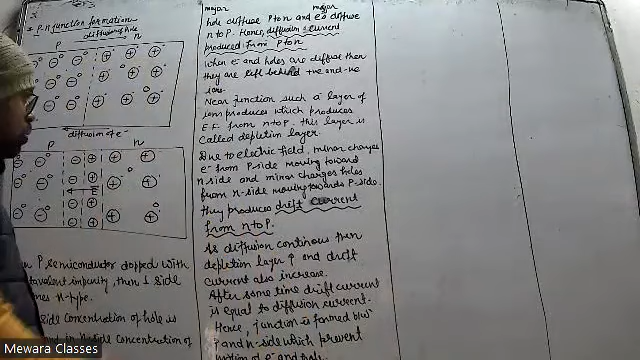 P-n junction formation
diffusion of hole
P
n
diffusion of e⁻
P
n
E
P, semiconductor dopped with
impurity, then 1 side
n-type.
side concentration of hole is
n side concentration of
major
major
hole diffuse P to n and e⁻s diffuse
n to P. Hence, diffusion current
produced from P to n
When e⁻ and holes are diffuse then
they are left behind +ve and -ve
ions.
Near junction such a layer of
ions produces which produces
E.F. from n to P. this layer is
called depletion layer.
Due to electric field, minor charges
e⁻ from P side moving toward
n side and minor charges holes
from n-side moving towards P-side.
they produces drift current
from n to P.
As diffusion continous then
depletion layer ↑ and drift
current also increase.
After some time drift current
is equal to diffusion current.
Hence, junction is formed b/w
P and n side which prevent
motion of e⁻ and hole.
Mewara Classes